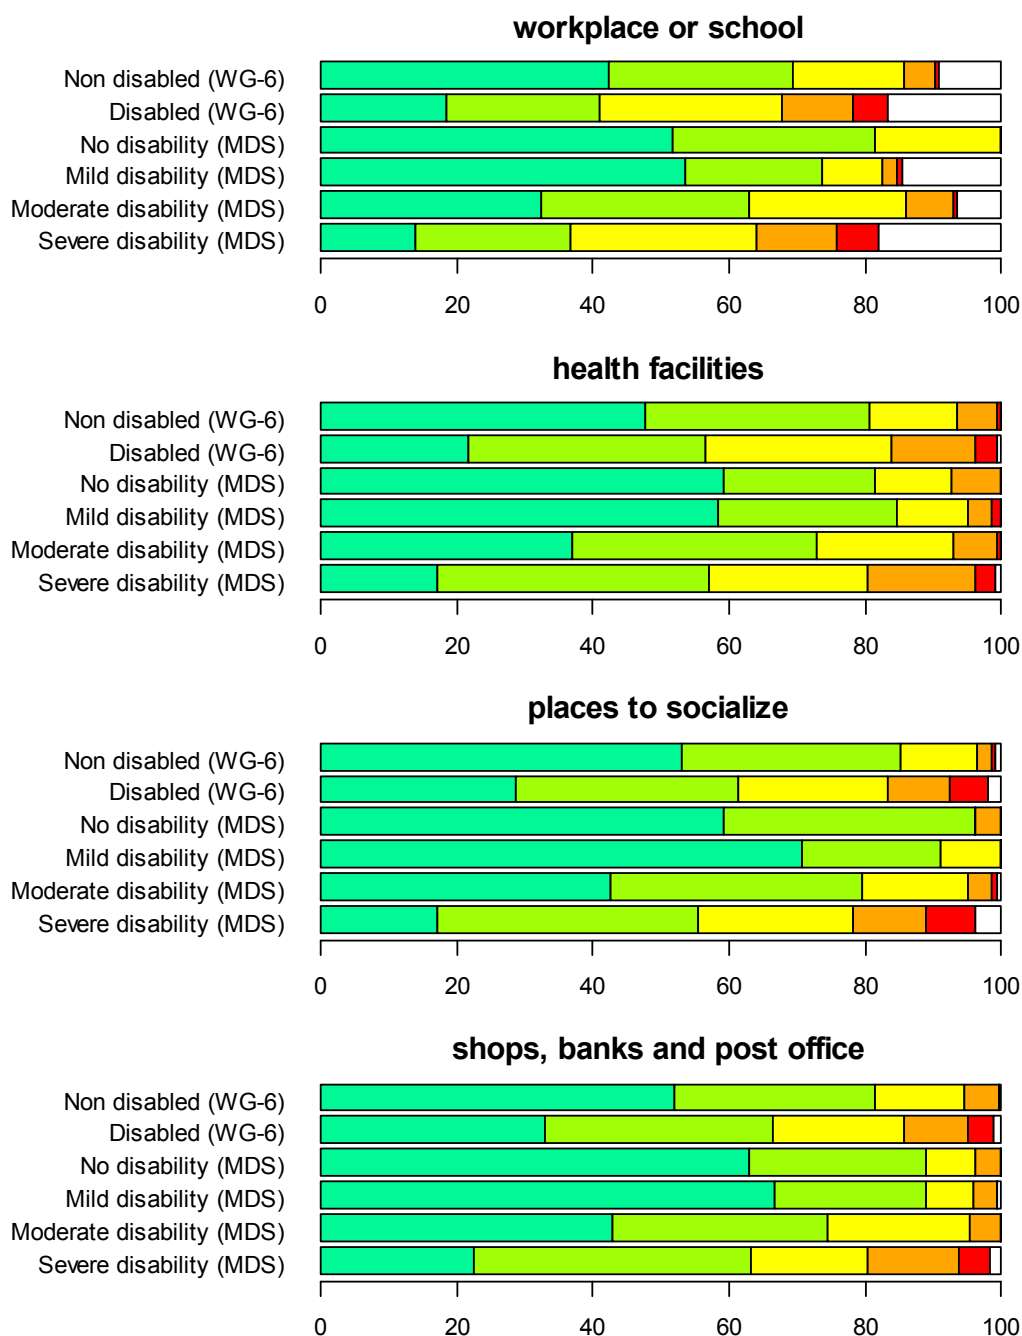 workplace or school
Non disabled (WG-6)
Disabled (WG-6)
No disability (MDS)
Mild disability (MDS)
Moderate disability (MDS)
Severe disability (MDS)
0 20 40 60 80 100
health facilities
Non disabled (WG-6)
Disabled (WG-6)
No disability (MDS)
Mild disability (MDS)
Moderate disability (MDS)
Severe disability (MDS)
0 20 40 60 80 100
places to socialize
Non disabled (WG-6)
Disabled (WG-6)
No disability (MDS)
Mild disability (MDS)
Moderate disability (MDS)
Severe disability (MDS)
0 20 40 60 80 100
shops, banks and post office
Non disabled (WG-6)
Disabled (WG-6)
No disability (MDS)
Mild disability (MDS)
Moderate disability (MDS)
Severe disability (MDS)
0 20 40 60 80 100